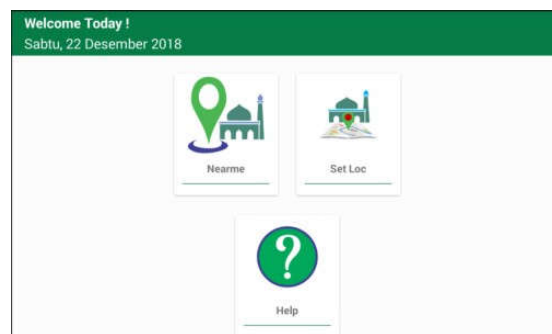 Welcome Today !
Sabtu, 22 Desember 2018
Nearme
Set Loc
?
Help